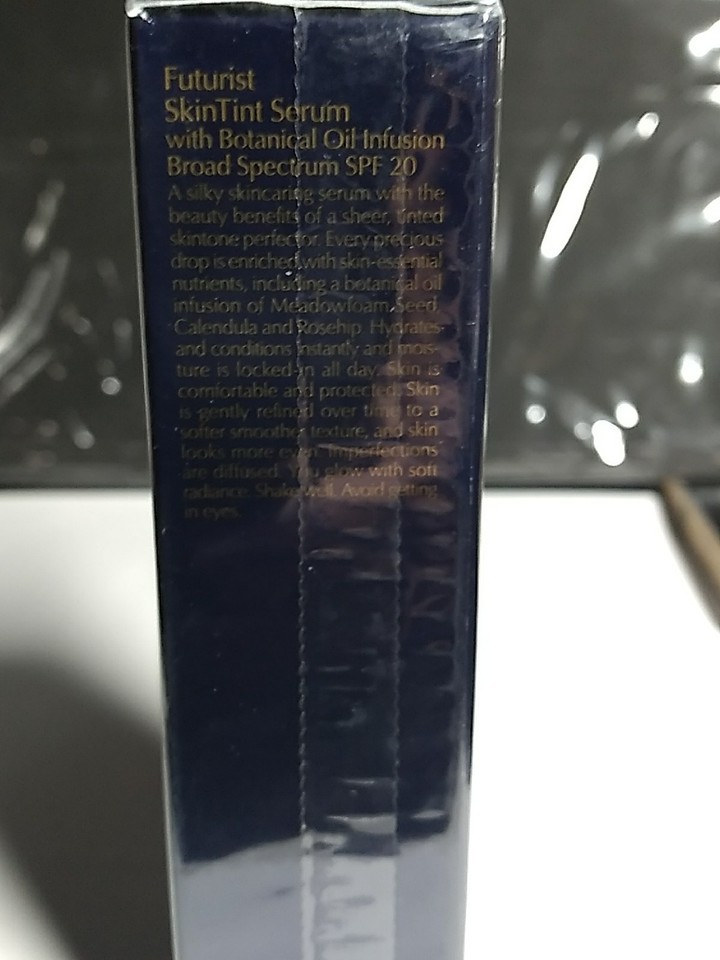 Futurist
SkinTint Serum
with Botanical Oil Infusion
Broad Spectrum SPF 20
A silky skincaring serum with the
beauty benefits of a sheer, tinted
skintone perfector. Every precious
drop is enriched with skin-essential
nutrients, including a botanical oil
infusion of Meadowfoam Seed,
Calendula and Rosehip. Hydrates
and conditions instantly and mois-
ture is locked-in all day. Skin is
comfortable and protected. Skin
is gently refined over time to a
softer smoother texture, and skin
looks more even. Imperfections
are diffused. You glow with soft
radiance. Shake well. Avoid getting
in eyes.